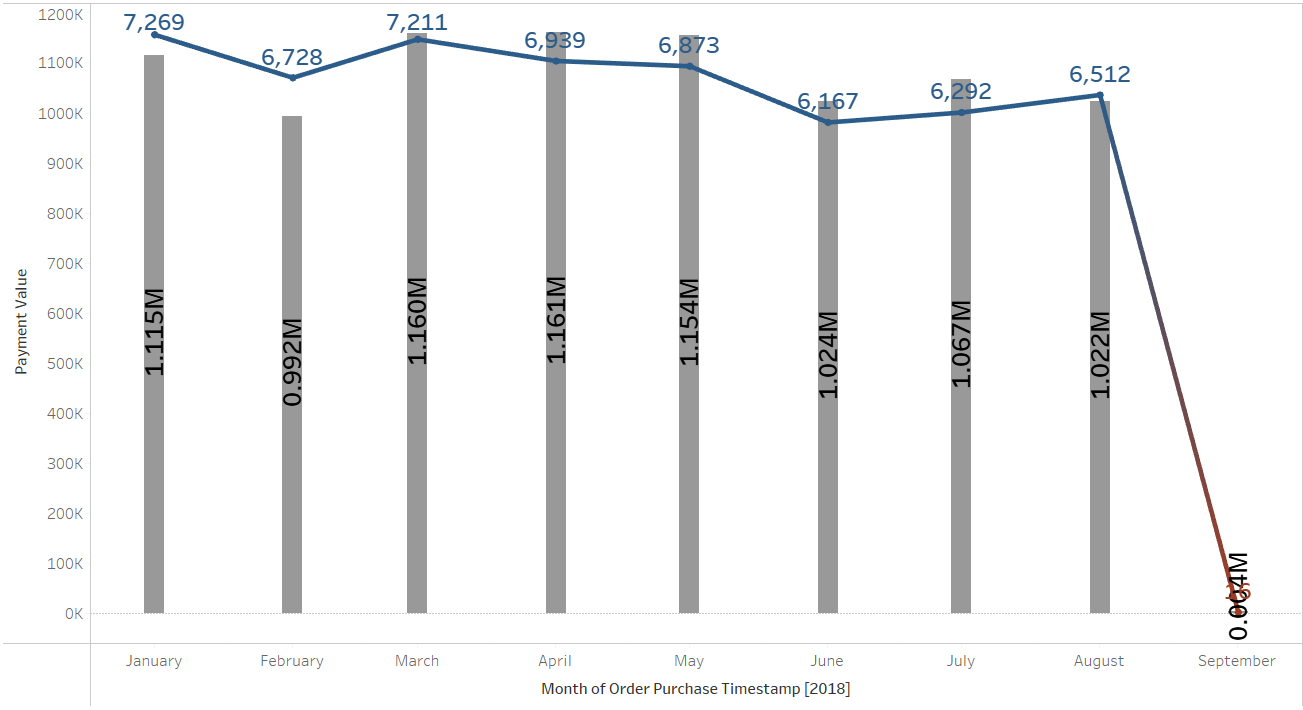 1200K
1100K
1000K
900K
800K
700K
600K
500K
400K
300K
200K
100K
0K
Payment Value
7,269
6,728
7,211
6,939
6,873
6,167
6,292
6,512
1.115M
0.992M
1.160M
1.161M
1.154M
1.024M
1.067M
1.022M
0.004M
January
February
March
April
May
June
July
August
September
Month of Order Purchase Timestamp [2018]